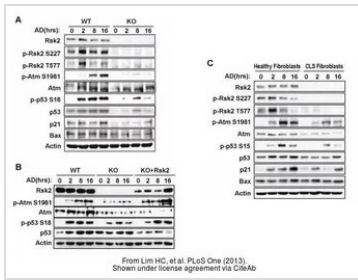 A
AD(hrs): WT KO
0 2 8 16 0 2 8 16
Rsk2
p-Rsk2 S227
p-Rsk2 T577
p-Atm S1981
Atm
p-p53 S18
p53
p21
Bax
Actin
B
AD(hrs): WT KO KO+Rsk2
0 2 8 16 0 2 8 16 0 2 8 16
Rsk2
p-Atm S1981
Atm
p-p53 S18
p53
Actin
C
Healthy Fibroblasts CLS Fibroblasts
AD(hrs): 0 2 8 16 0 2 8 16
Rsk2
p-Rsk2 S227
p-Rsk2 T577
p-Atm S1981
Atm
p-p53 S15
p53
p21
Bax
Actin
From Lim HC, et al. PLoS One (2013).
Shown under license agreement via CiteAb